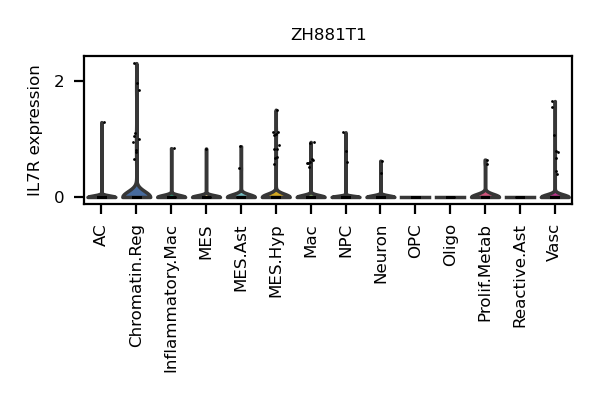 ZH881T1
IL7R expression
2
0
AC
Chromatin.Reg
Inflammatory.Mac
MES
MES.Ast
MES.Hyp
Mac
NPC
Neuron
OPC
Oligo
Prolif.Metab
Reactive.Ast
Vasc